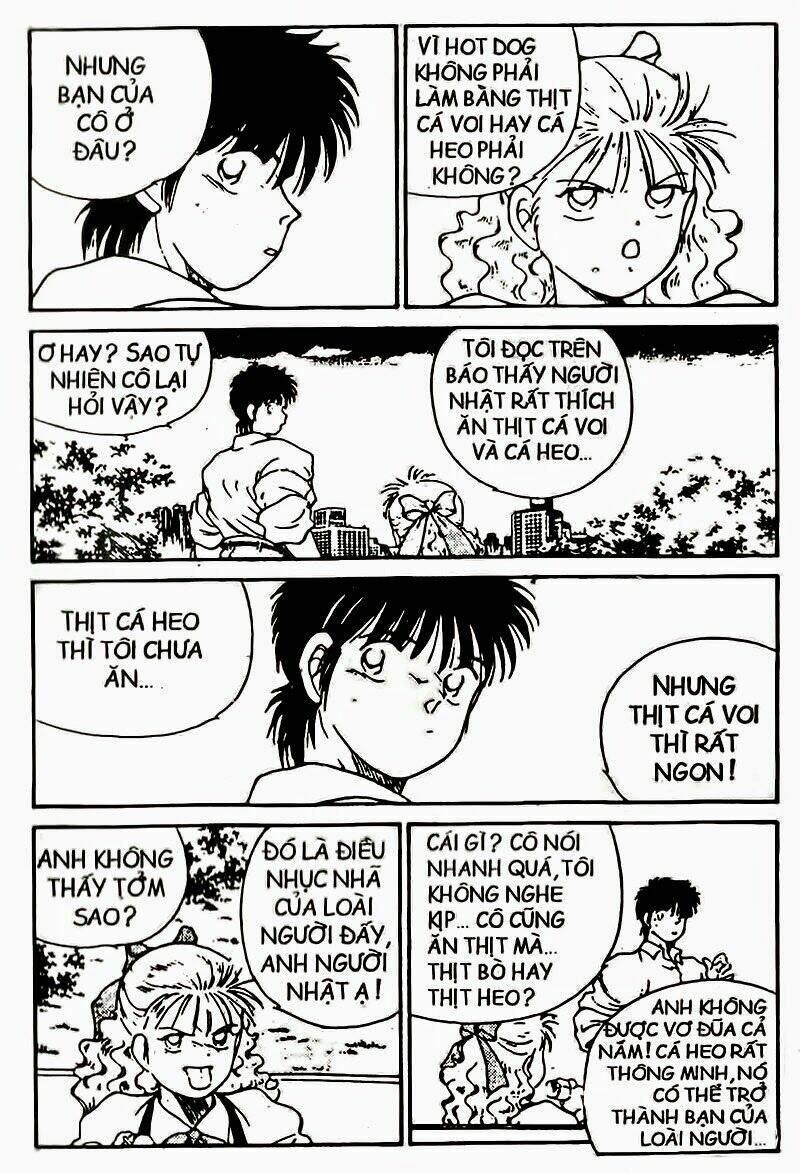 NHƯNG
BẠN CỦA
CÔ Ở
ĐÂU?
VÌ HOT DOG
KHÔNG PHẢI
LÀM BÀNG THỊT
CÁ VOI HAY CÁ
HEO PHẢI
KHÔNG?
Ơ HAY? SAO TỰ
NHIÊN CÔ LẠI
HỎI VẬY?
TÔI ĐỌC TRÊN
BÁO THẤY NGƯỜI
NHẬT RẤT THÍCH
ĂN THỊT CÁ VOI
VÀ CÁ HEO...
THỊT CÁ HEO
THÌ TÔI CHƯA
ĂN...
NHƯNG
THỊT CÁ VOI
THÌ RẤT
NGON!
ANH KHÔNG
THẤY TỞM
SAO?
ĐÓ LÀ ĐIỀU
NHỤC NHÃ
CỦA LOÀI
NGƯỜI ĐẤY,
ANH NGƯỜI
NHẬT Ạ!
CÁI GÌ? CÔ NÓI
NHANH QUÁ, TÔI
KHÔNG NGHE
KỊP... CÔ CŨNG
ĂN THỊT MÀ...
THỊT BÒ HAY
THỊT HEO?
ANH KHÔNG
ĐƯỢC VƠ ĐŨA CẢ
NẮM! CÁ HEO RẤT
THÔNG MINH, NÓ
CÓ THỂ TRỞ
THÀNH BẠN CỦA
LOÀI NGƯỜI...